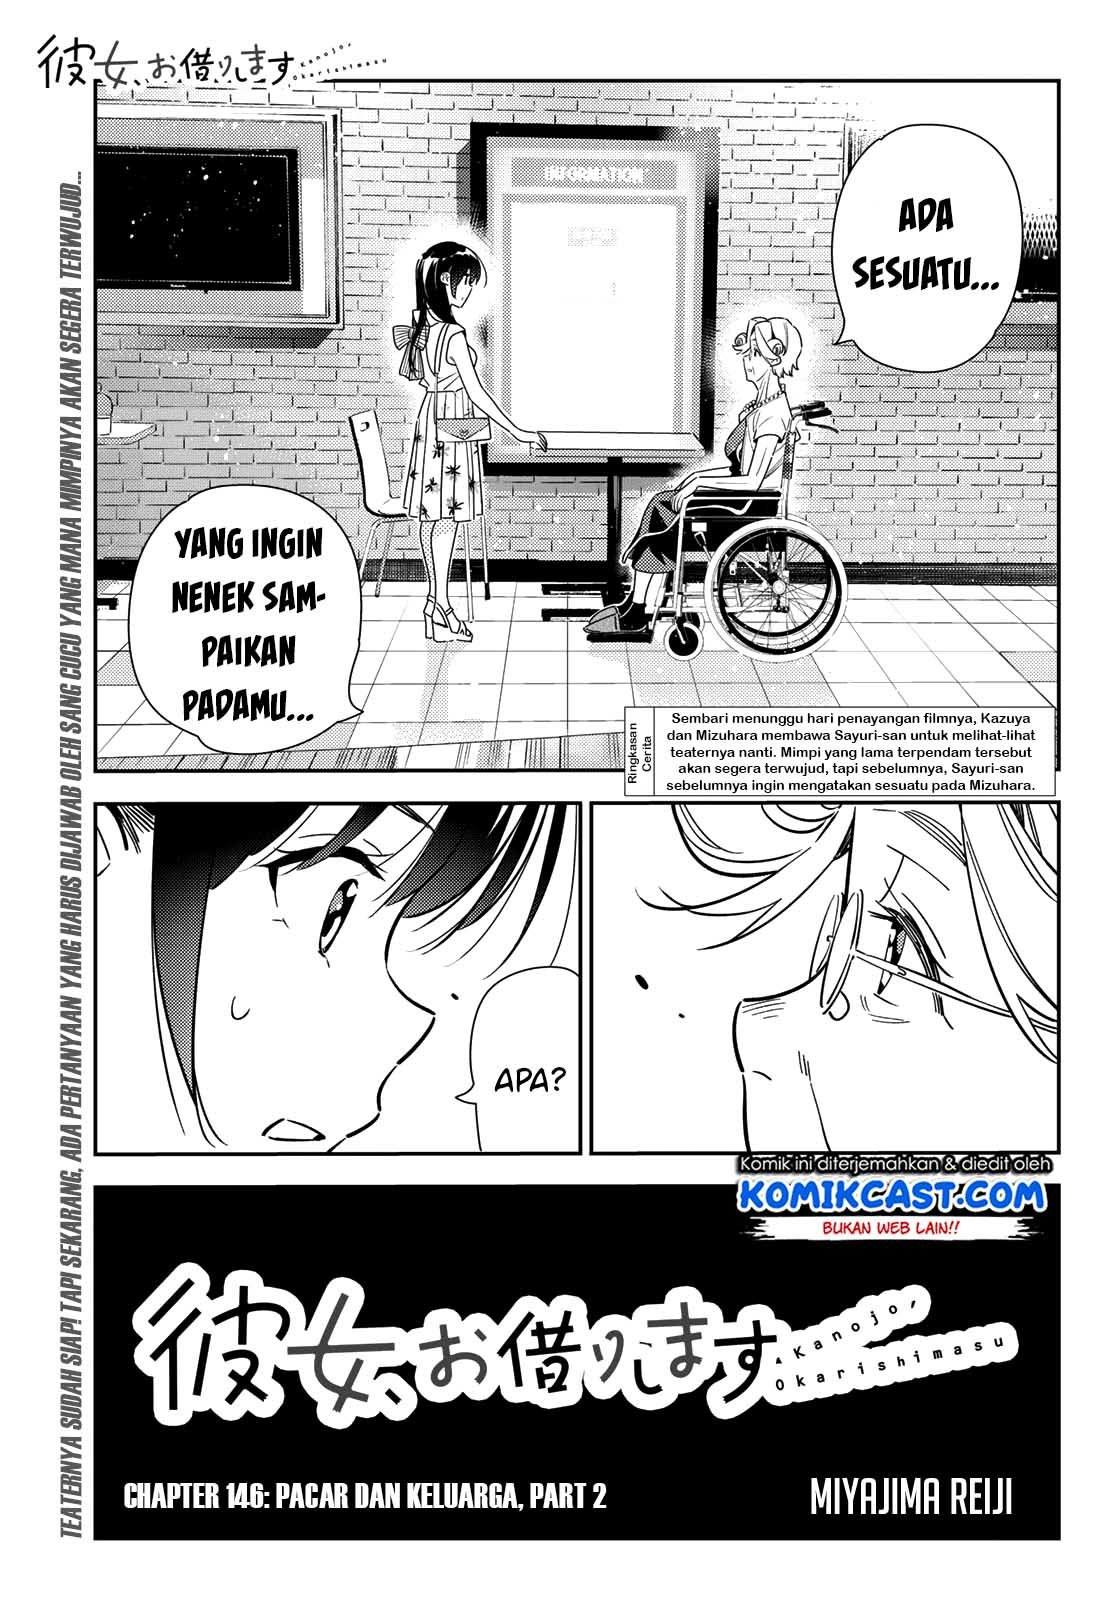 彼女、お借りします
Kanojo,
Okarishimasu
TEATERNYA SUDAH SIAP! TAPI SEKARANG, ADA PERTANYAAN YANG HARUS DIJAWAB OLEH SANG CUCU YANG MANA MIMPINYA AKAN SEGERA TERWUJUD...
INFORMATION
ADA
SESUATU...
YANG INGIN
NENEK SAM-
PAIKAN
PADAMU...
Ringkasan
Cerita
Sembari menunggu hari penayangan filmnya, Kazuya
dan Mizuhara membawa Sayuri-san untuk melihat-lihat
teaternya nanti. Mimpi yang lama terpendam tersebut
akan segera terwujud, tapi sebelumnya, Sayuri-san
sebelumnya ingin mengatakan sesuatu pada Mizuhara.
APA?
Komik ini diterjemahkan & diedit oleh
KOMIKCAST.COM
BUKAN WEB LAIN!!
彼女、お借りします
Kanojo,
Okarishimasu
CHAPTER 146: PACAR DAN KELUARGA, PART 2
MIYAJIMA REIJI